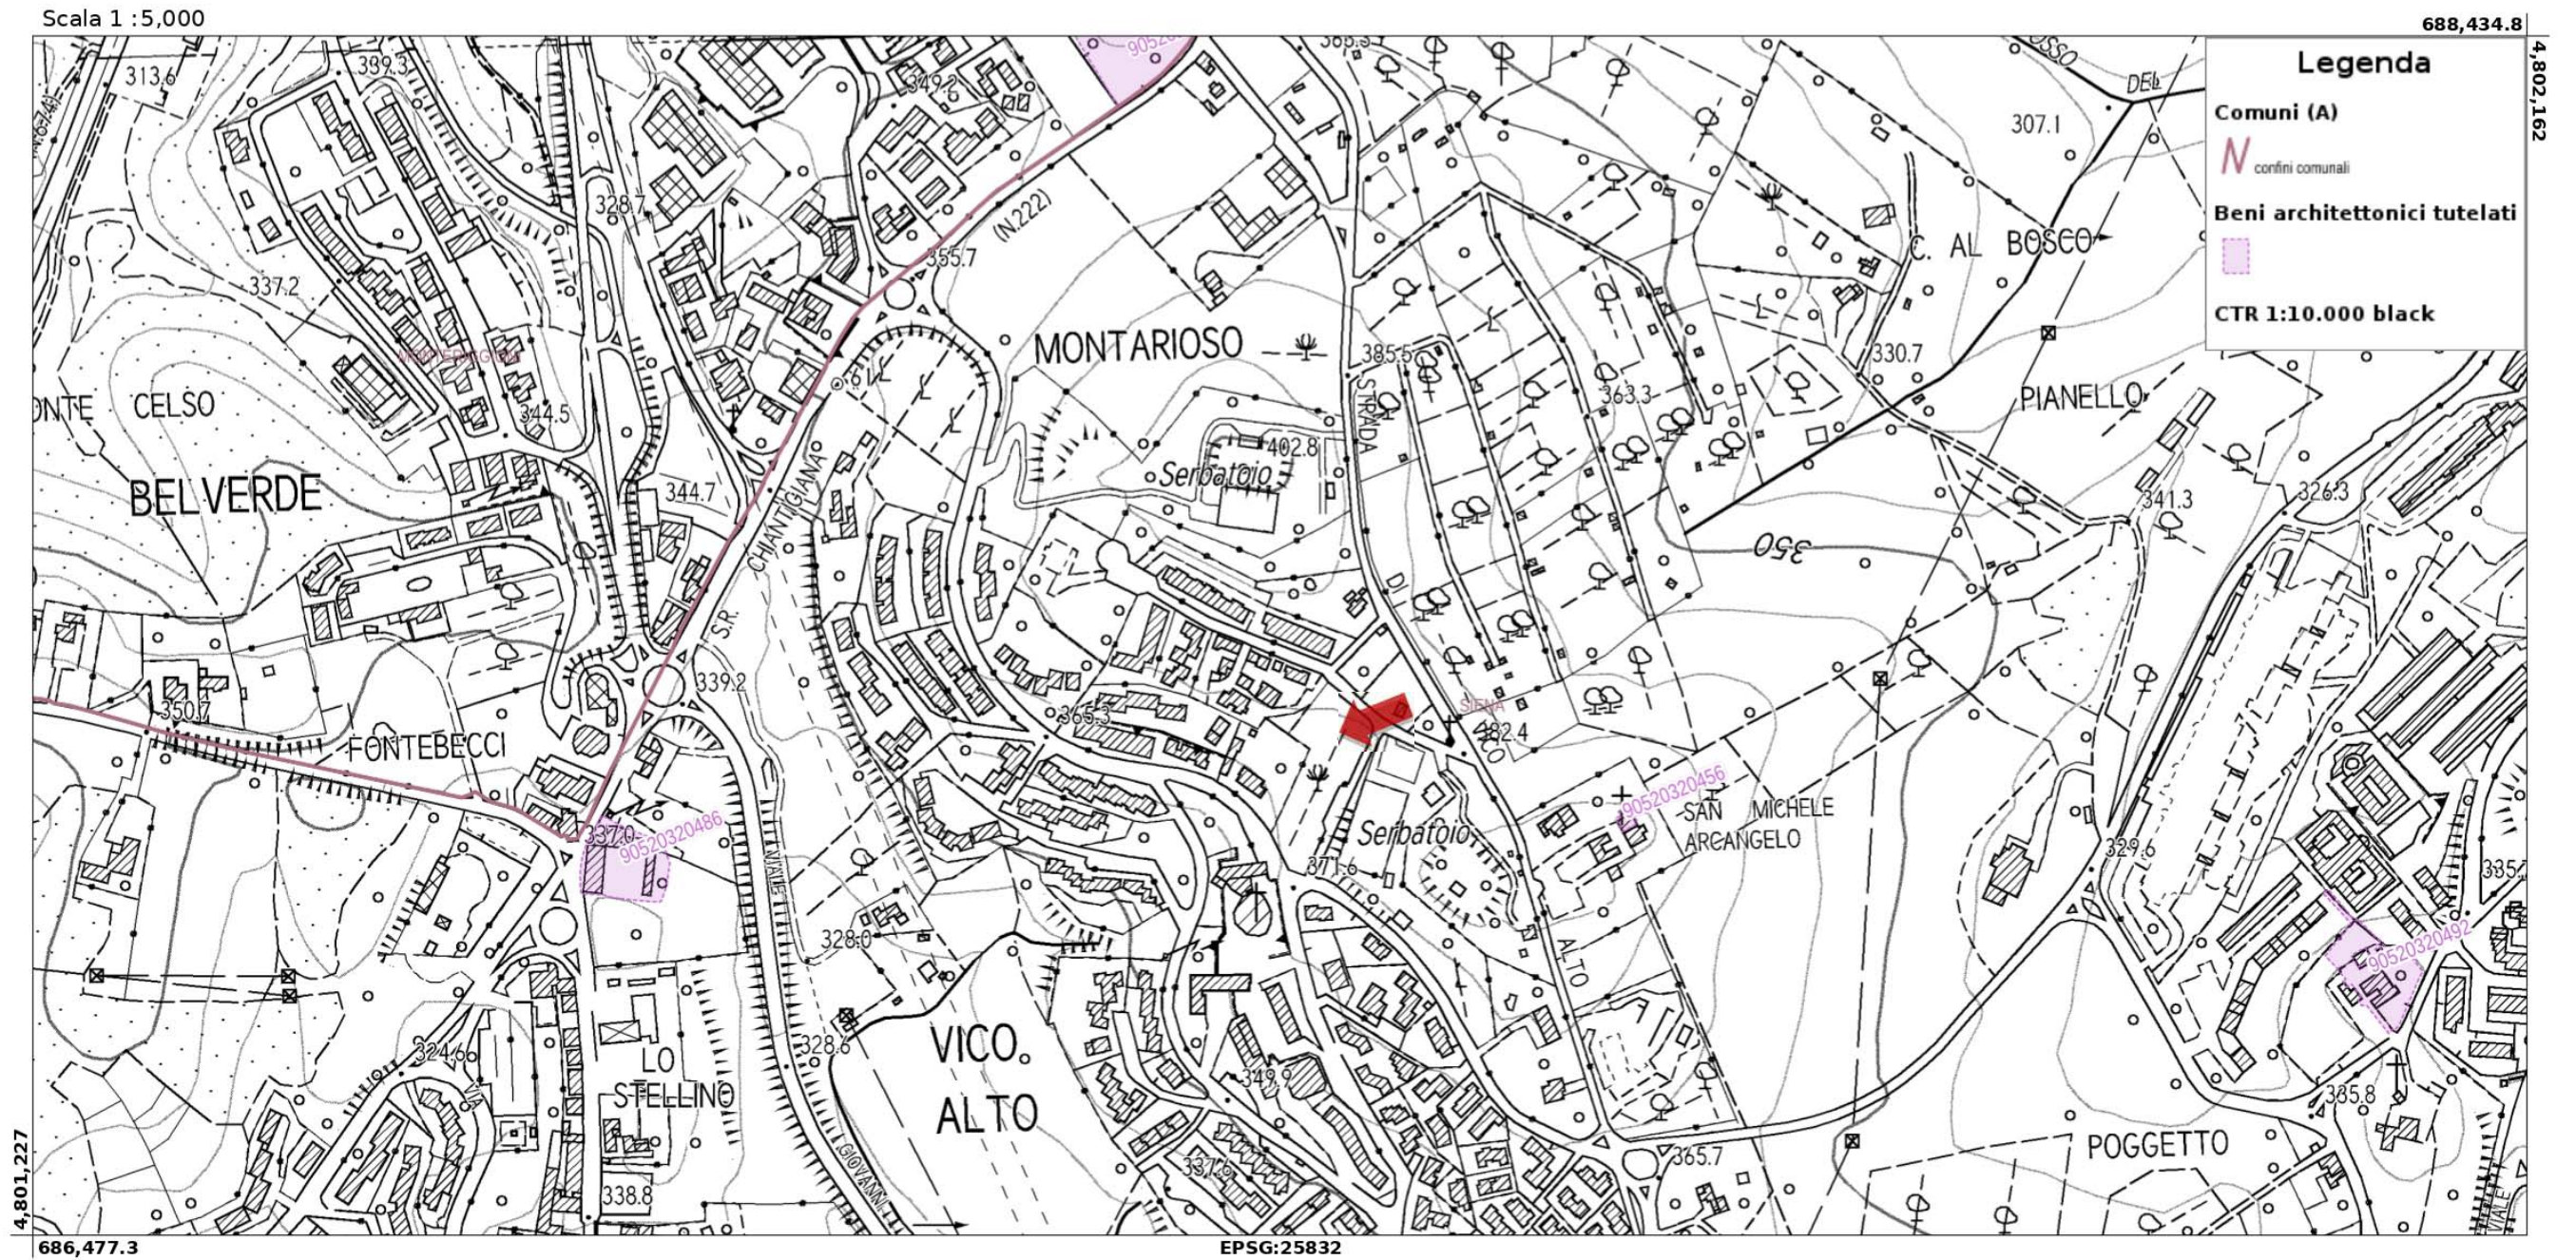 Scala 1 :5,000
688,434.8
4,802,162
Legenda
Comuni (A)
N confini comunali
Beni architettonici tutelati
CTR 1:10.000 black
313.6
339.3
349.2
307.1
DEL
328.7
(N.222)
355.7
C. AL BOSCO
337.2
MONTARIOSO
385.5
330.7
MONTERIGGIONI
363.3
PIANELLO
CELSO
344.5
STRADA
402.8
Serbatoio
BELVERDE
344.7
CHIANTIGIANA
341.3
326.3
350
S.R.
DI
339.2
350.7
365.3
SIENA
382.4
FONTEBECCI
90520320456
SAN MICHELE
ARCANGELO
337.0
90520320486
Serbatoio
371.6
329.6
VIALE
328.0
ALTO
90520320492
328.6
VICO
ALTO
324.6
LO
STELLINO
349.9
335.8
POGGETTO
GIOVANNI
337.6
365.7
338.8
VIALE
4,801,227
686,477.3
EPSG:25832